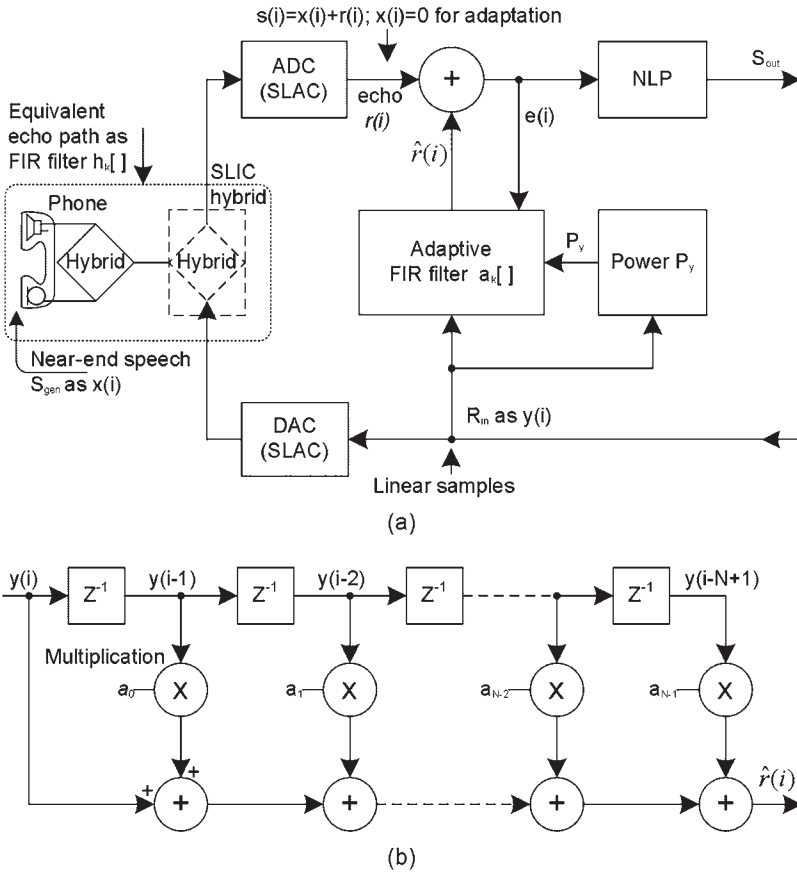 s(i)=x(i)+r(i); x(i)=0 for adaptation
ADC
(SLAC)
echo
r(i)
+
NLP
Sout
e(i)
r̂(i)
Equivalent
echo path as
FIR filter hk[ ]
SLIC
hybrid
Phone
Hybrid
Hybrid
Adaptive
FIR filter ak[ ]
Py
Power Py
Near-end speech
Sgen as x(i)
DAC
(SLAC)
Rin as y(i)
Linear samples
(a)
y(i)
Z-1
y(i-1)
Z-1
y(i-2)
Z-1
Z-1
y(i-N+1)
Multiplication
a0
X
a1
X
aN-2
X
aN-1
X
+
+
+
+
+
+
r̂(i)
(b)